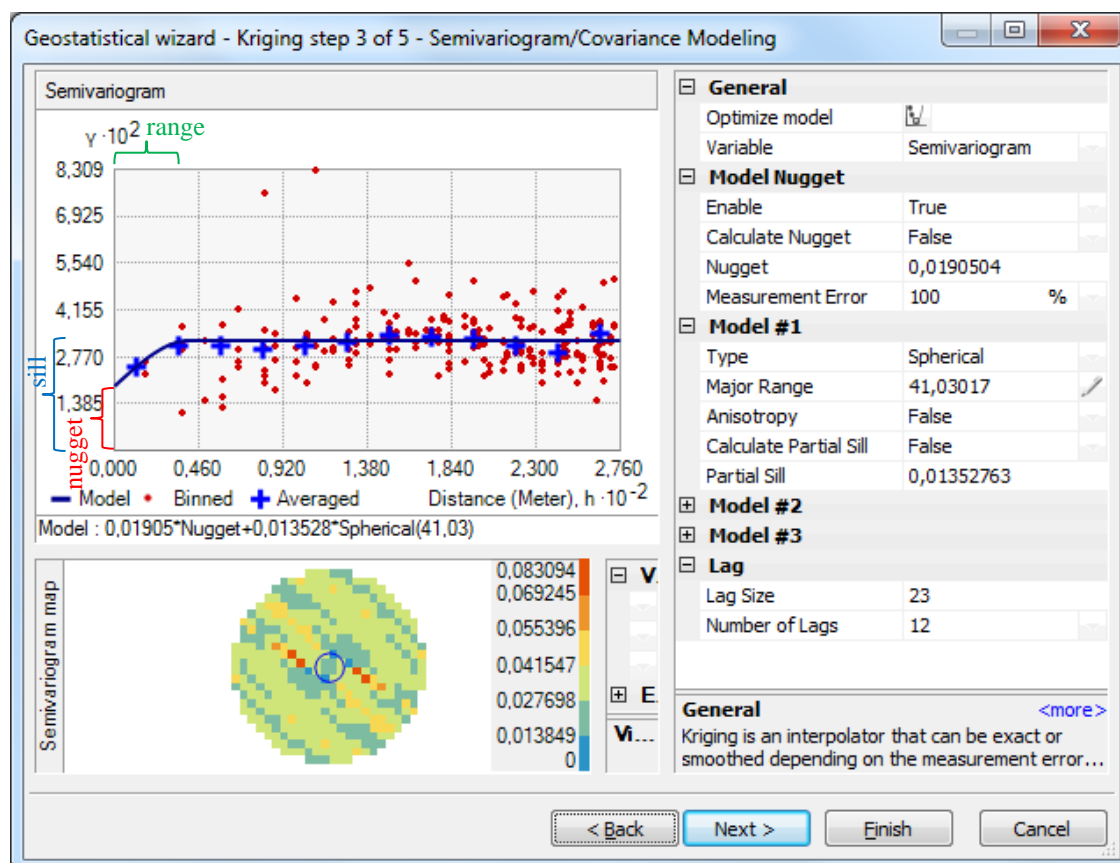 Geostatistical wizard - Kriging step 3 of 5 - Semivariogram/Covariance Modeling
Semivariogram
γ ·10²
range
8,309
6,925
5,540
4,155
2,770
1,385
sill
nugget
0,000 0,460 0,920 1,380 1,840 2,300 2,760
Model Binned Averaged Distance (Meter), h ·10⁻²
Model : 0,01905*Nugget+0,013528*Spherical(41,03)
Semivariogram map
0,083094
0,069245
0,055396
0,041547
0,027698
0,013849
0
V.
E.
Vi...
General
Optimize model
Variable Semivariogram
Model Nugget
Enable True
Calculate Nugget False
Nugget 0,0190504
Measurement Error 100 %
Model #1
Type Spherical
Major Range 41,03017
Anisotropy False
Calculate Partial Sill False
Partial Sill 0,01352763
Model #2
Model #3
Lag
Lag Size 23
Number of Lags 12
General <more>
Kriging is an interpolator that can be exact or
smoothed depending on the measurement error...
< Back Next > Finish Cancel